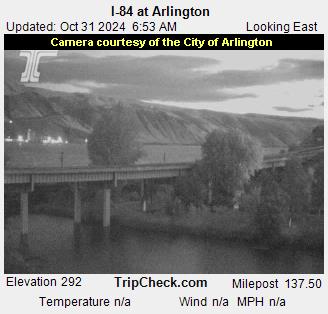 I-84 at Arlington
Updated: Oct 31 2024 6:53 AM Looking East
Camera courtesy of the City of Arlington
Elevation 292 TripCheck.com Milepost 137.50
Temperature n/a Wind n/a MPH n/a